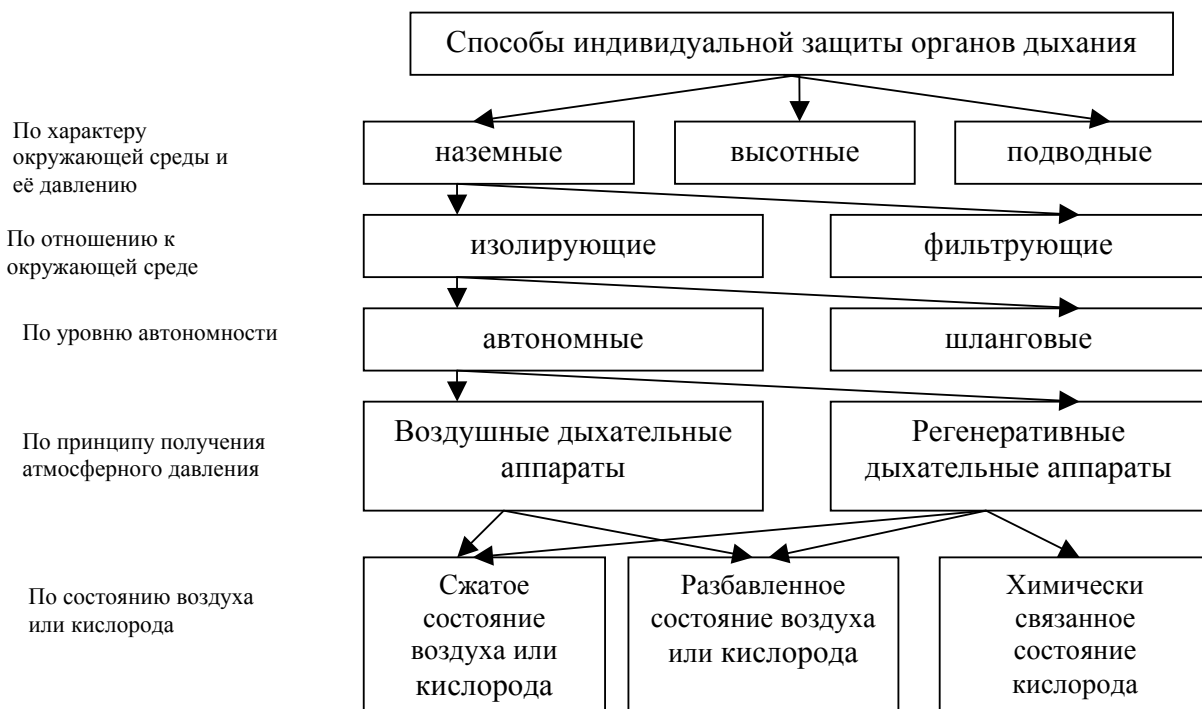 Способы индивидуальной защиты органов дыхания
По характеру
окружающей среды и
её давлению
наземные
высотные
подводные
По отношению к
окружающей среде
изолирующие
фильтрующие
По уровню автономности
автономные
шланговые
По принципу получения
атмосферного давления
Воздушные дыхательные
аппараты
Регенеративные
дыхательные аппараты
По состоянию воздуха
или кислорода
Сжатое
состояние
воздуха или
кислорода
Разбавленное
состояние воздуха
или кислорода
Химически
связанное
состояние
кислорода